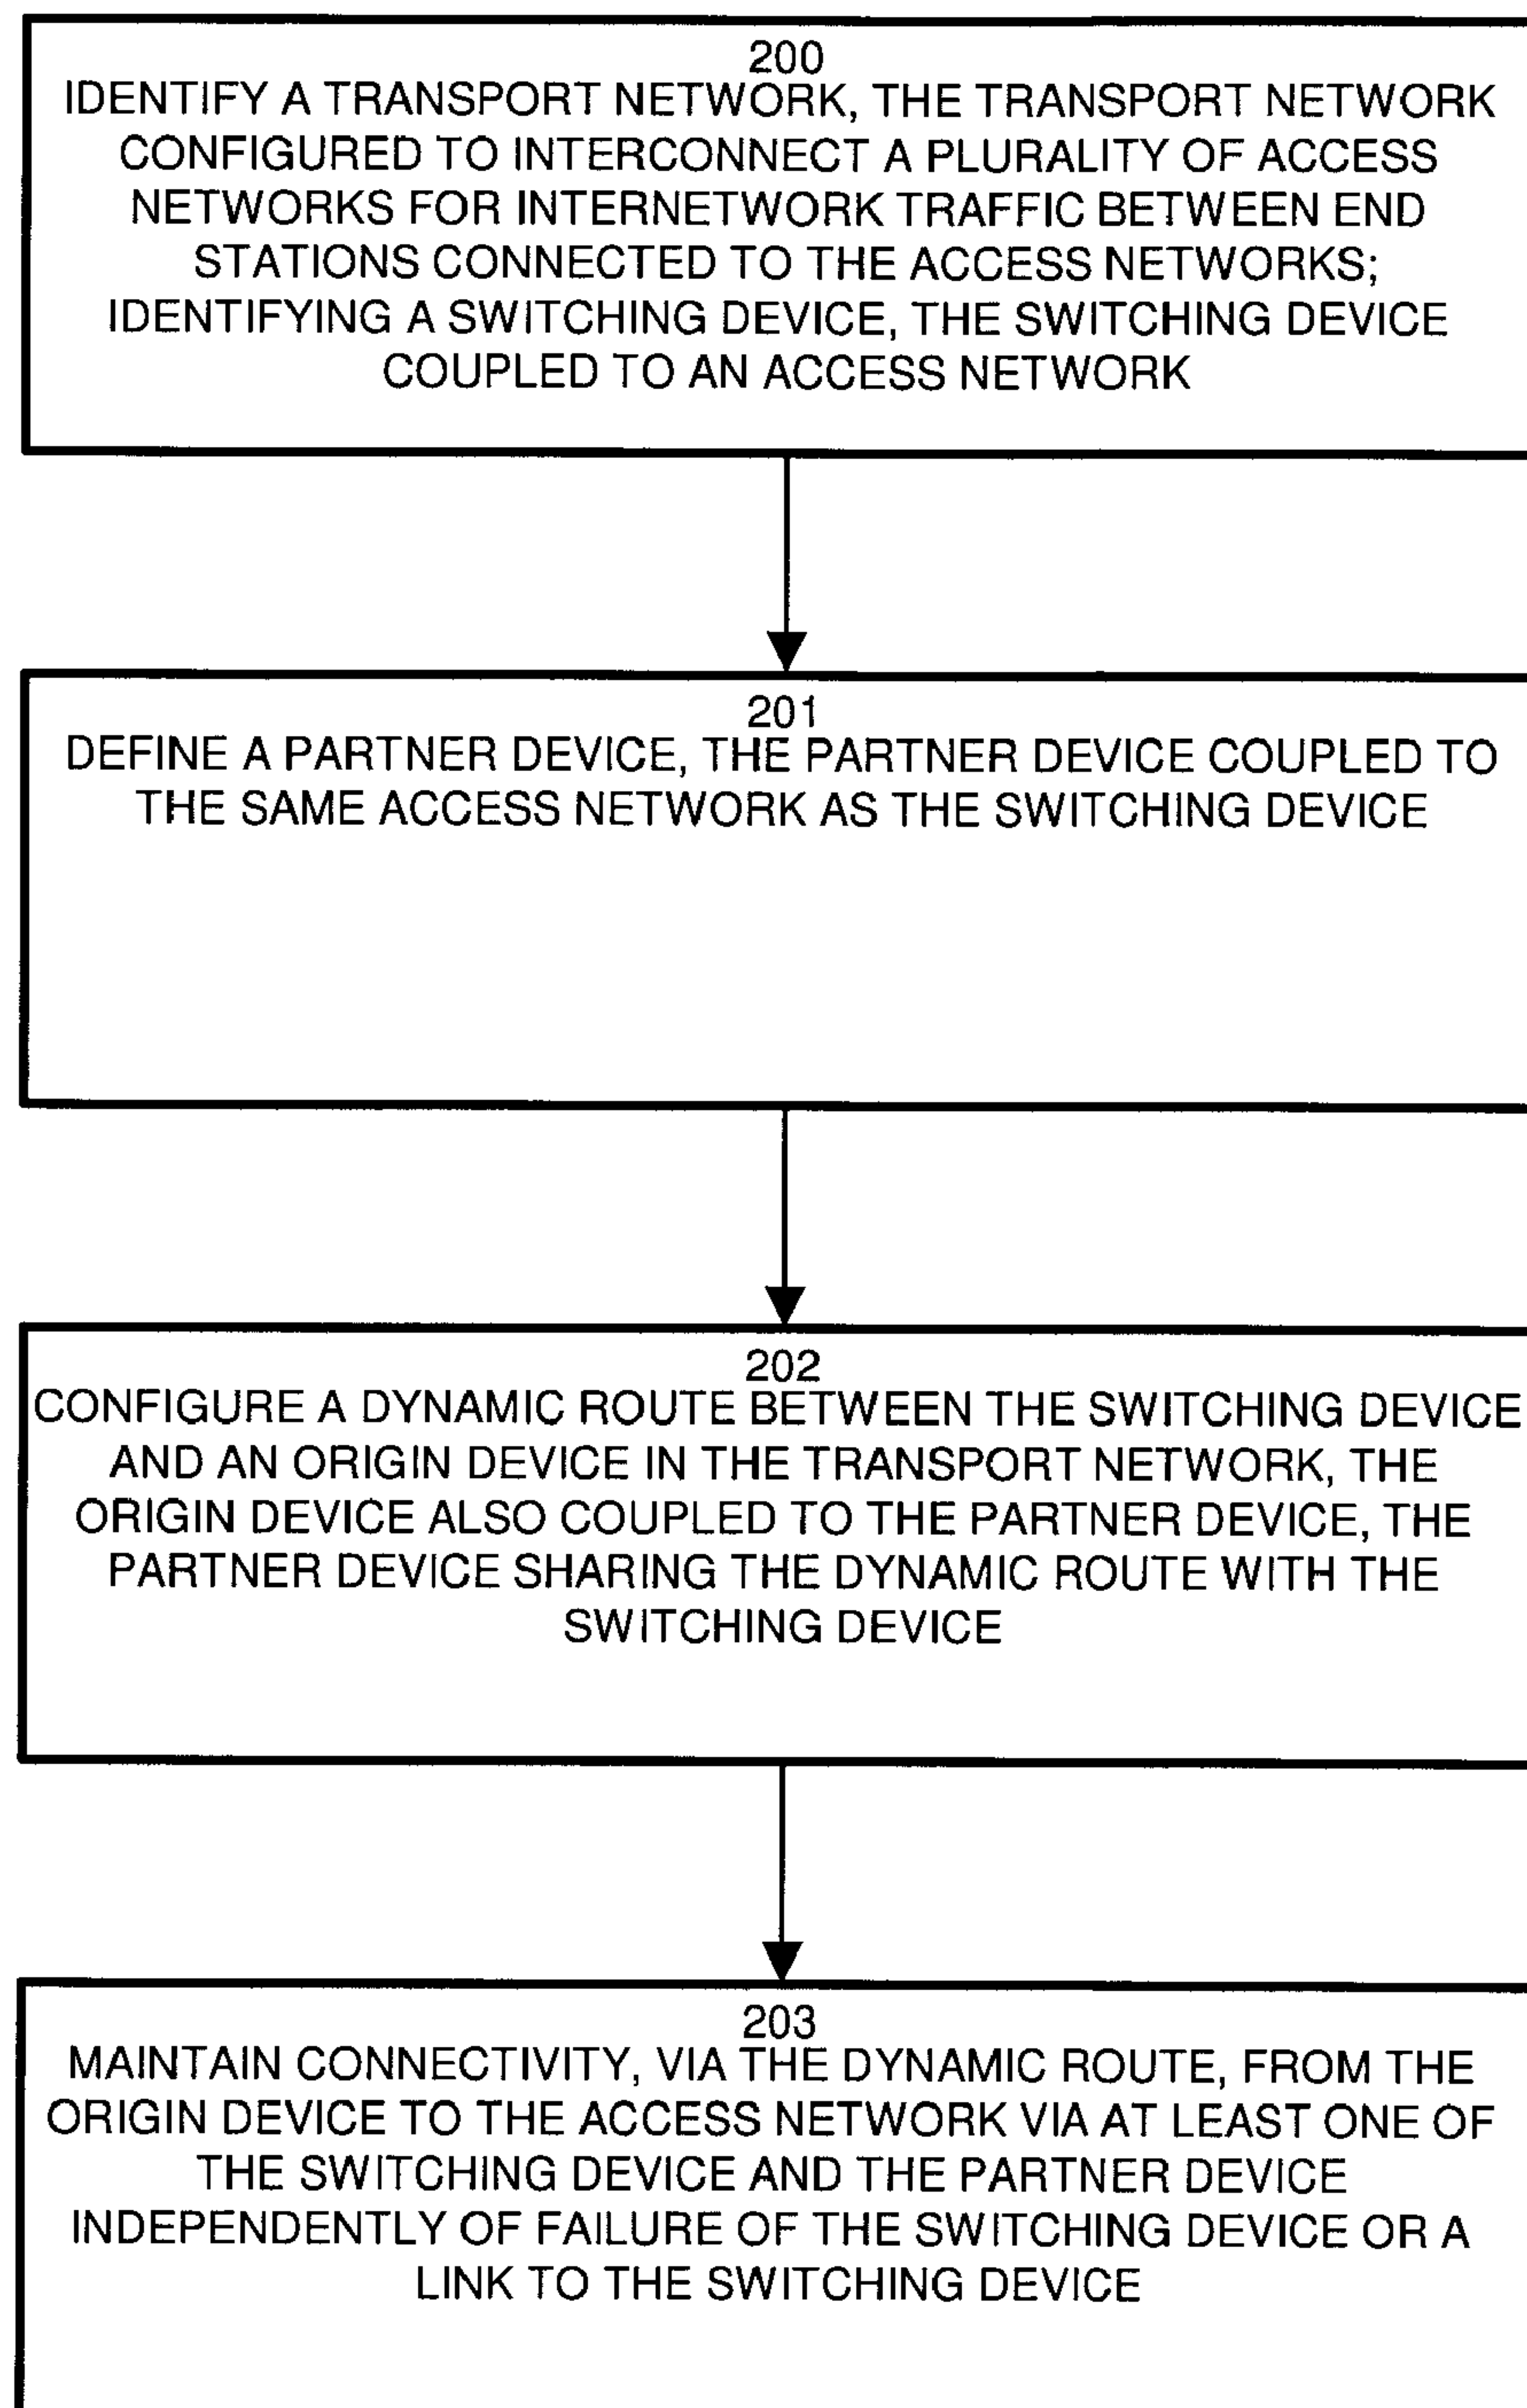 200
IDENTIFY A TRANSPORT NETWORK, THE TRANSPORT NETWORK
CONFIGURED TO INTERCONNECT A PLURALITY OF ACCESS
NETWORKS FOR INTERNETWORK TRAFFIC BETWEEN END
STATIONS CONNECTED TO THE ACCESS NETWORKS;
IDENTIFYING A SWITCHING DEVICE, THE SWITCHING DEVICE
COUPLED TO AN ACCESS NETWORK
201
DEFINE A PARTNER DEVICE, THE PARTNER DEVICE COUPLED TO
THE SAME ACCESS NETWORK AS THE SWITCHING DEVICE
202
CONFIGURE A DYNAMIC ROUTE BETWEEN THE SWITCHING DEVICE
AND AN ORIGIN DEVICE IN THE TRANSPORT NETWORK, THE
ORIGIN DEVICE ALSO COUPLED TO THE PARTNER DEVICE, THE
PARTNER DEVICE SHARING THE DYNAMIC ROUTE WITH THE
SWITCHING DEVICE
203
MAINTAIN CONNECTIVITY, VIA THE DYNAMIC ROUTE, FROM THE
ORIGIN DEVICE TO THE ACCESS NETWORK VIA AT LEAST ONE OF
THE SWITCHING DEVICE AND THE PARTNER DEVICE
INDEPENDENTLY OF FAILURE OF THE SWITCHING DEVICE OR A
LINK TO THE SWITCHING DEVICE